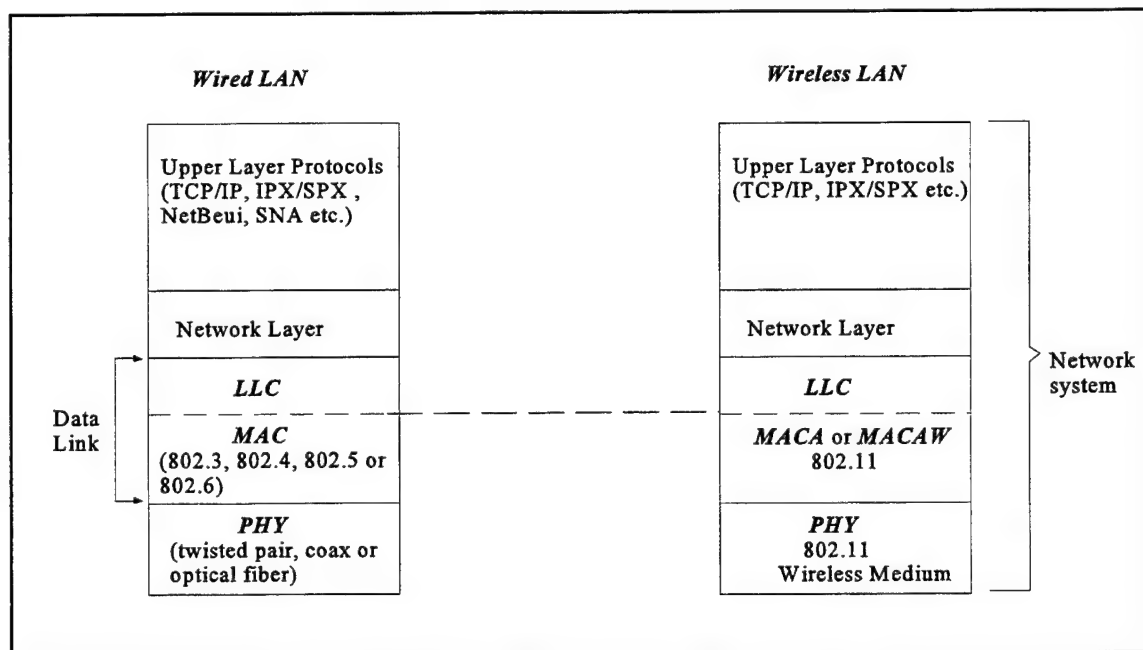 Wired LAN
Upper Layer Protocols
(TCP/IP, IPX/SPX ,
NetBeui, SNA etc.)
Network Layer
LLC
MAC
(802.3, 802.4, 802.5 or
802.6)
PHY
(twisted pair, coax or
optical fiber)
Data
Link
Wireless LAN
Upper Layer Protocols
(TCP/IP, IPX/SPX etc.)
Network Layer
LLC
MACA or MACAW
802.11
PHY
802.11
Wireless Medium
Network
system